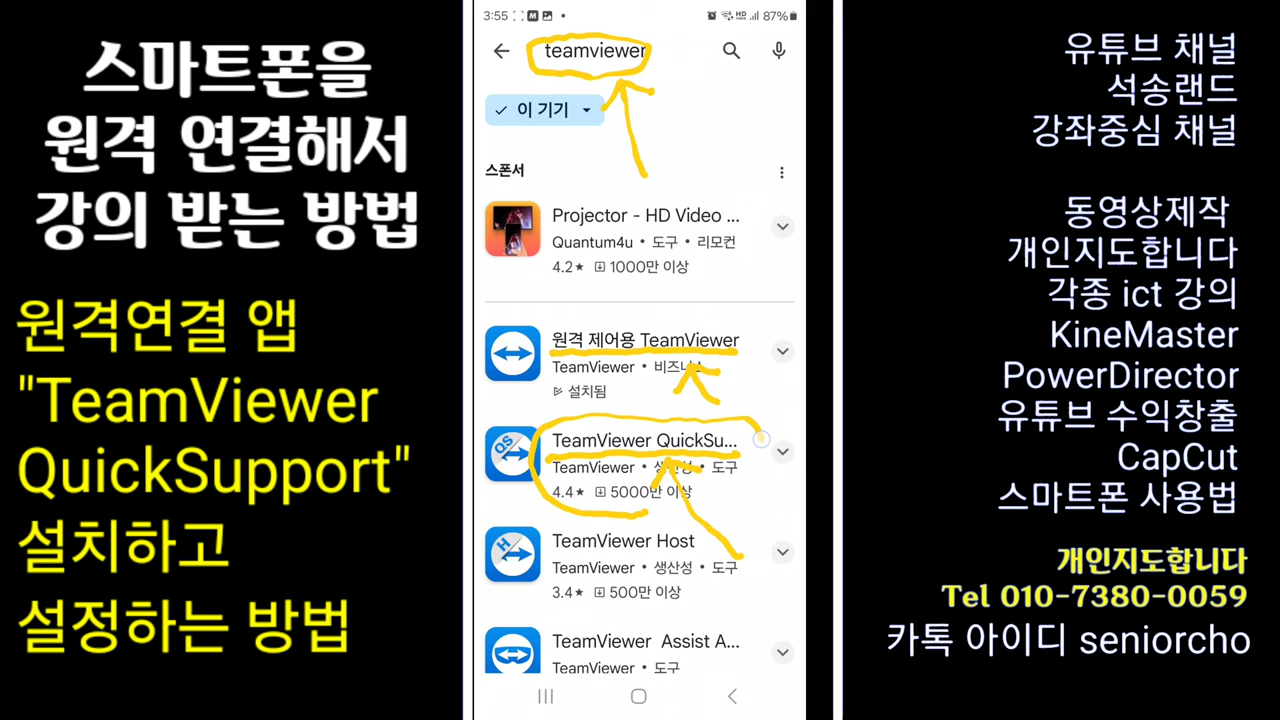 스마트폰을
원격 연결해서
강의 받는 방법
원격연결 앱
"TeamViewer
QuickSupport"
설치하고
설정하는 방법
3:55
HD
87%
teamviewer
이 기기
스폰서
Projector - HD Video ...
Quantum4u • 도구 • 리모컨
4.2★ 1000만 이상
원격 제어용 TeamViewer
TeamViewer • 비즈니스
설치됨
QS
TeamViewer QuickSu...
TeamViewer • 생산성 • 도구
4.4★ 5000만 이상
H
TeamViewer Host
TeamViewer • 생산성 • 도구
3.4★ 500만 이상
TeamViewer Assist A...
TeamViewer • 도구
유튜브 채널
석송랜드
강좌중심 채널
동영상제작
개인지도합니다
각종 ict 강의
KineMaster
PowerDirector
유튜브 수익창출
CapCut
스마트폰 사용법
개인지도합니다
Tel 010-7380-0059
카톡 아이디 seniorcho